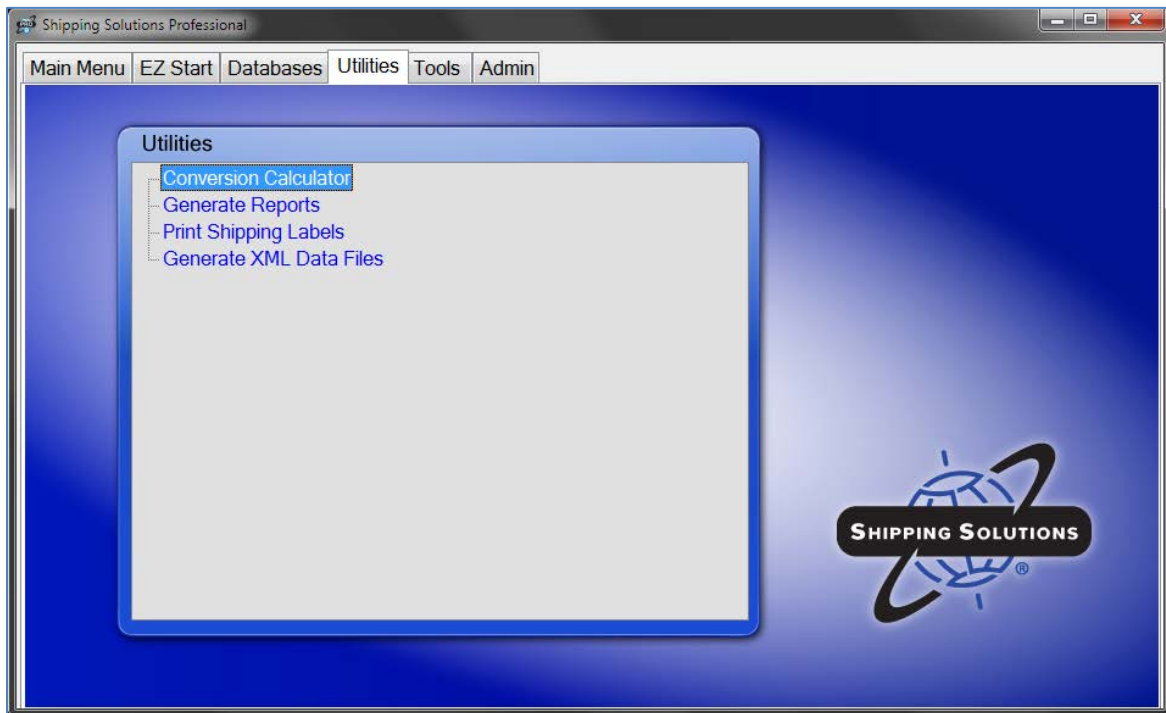 Shipping Solutions Professional
Main Menu EZ Start Databases Utilities Tools Admin
Utilities
Conversion Calculator
Generate Reports
Print Shipping Labels
Generate XML Data Files
SHIPPING SOLUTIONS
®